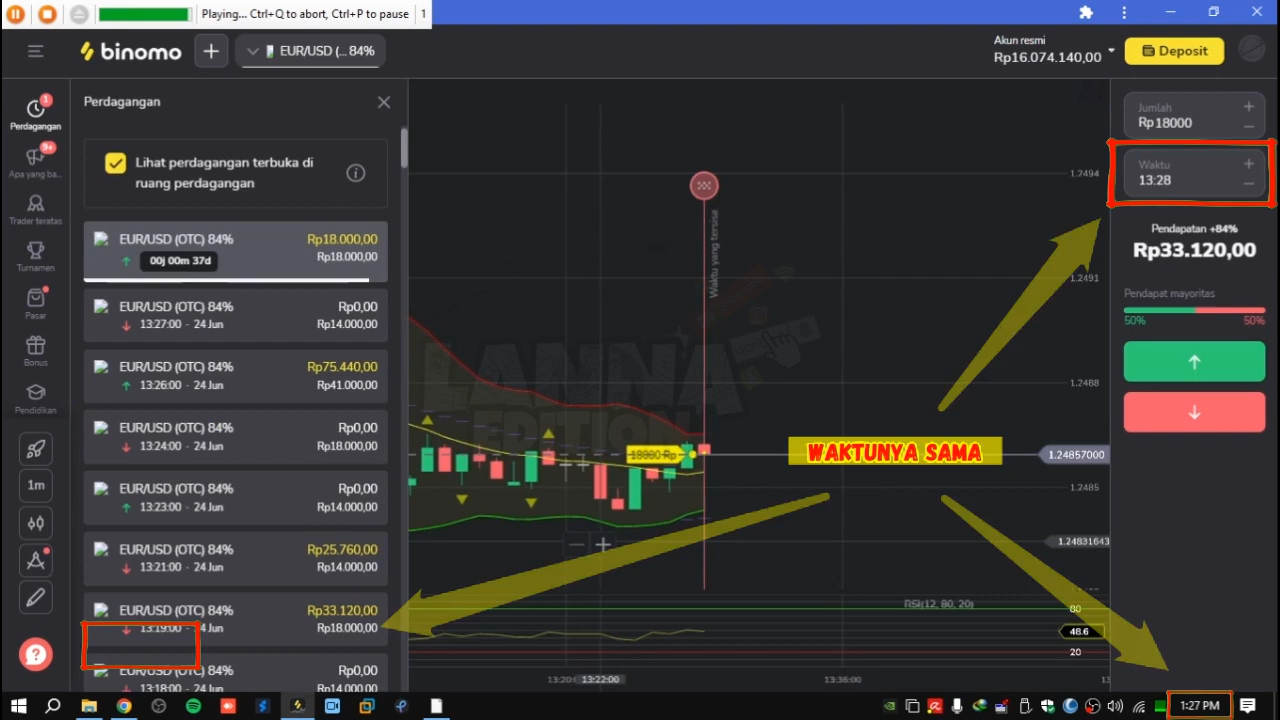 Playing... Ctrl+Q to abort, Ctrl+P to pause
1
binomo
EUR/USD (... 84%
Akun resmi
Rp16.074.140,00
Deposit
1
Perdagangan
9+
Apa yang ba...
Trader teratas
Turnamen
Pasar
Bonus
Pendidikan
1m
?
Perdagangan
Lihat perdagangan terbuka di
ruang perdagangan
EUR/USD (OTC) 84%
Rp18.000,00
00j 00m 37d
Rp18.000,00
EUR/USD (OTC) 84%
Rp0,00
13:27:00 - 24 Jun
Rp14.000,00
EUR/USD (OTC) 84%
Rp75.440,00
13:26:00 - 24 Jun
Rp41.000,00
EUR/USD (OTC) 84%
Rp0,00
13:24:00 - 24 Jun
Rp18.000,00
EUR/USD (OTC) 84%
Rp0,00
13:23:00 - 24 Jun
Rp14.000,00
EUR/USD (OTC) 84%
Rp25.760,00
13:21:00 - 24 Jun
Rp14.000,00
EUR/USD (OTC) 84%
Rp33.120,00
13:19:00 - 24 Jun
Rp18.000,00
EUR/USD (OTC) 84%
Rp0,00
13:18:00 - 24 Jun
Rp14.000,00
Waktu yang tersisa
LANNA
EDITION
18000 Rp
WAKTUNYA SAMA
1.2494
1.2491
1.2488
1.24857000
1.2485
1.24831643
RSI(12, 80, 20)
80
48.6
20
13:20
13:22:00
13:36:00
Jumlah
Rp18000
Waktu
13:28
Pendapatan +84%
Rp33.120,00
Pendapat mayoritas
50%
50%
1:27 PM